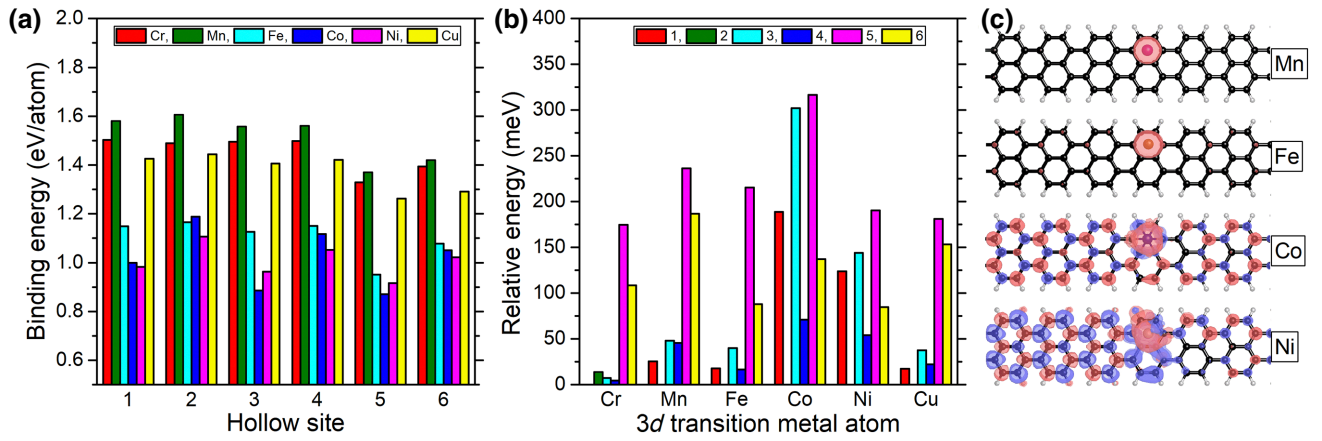 (a)
2.0
1.8
1.6
1.4
1.2
1.0
0.8
0.6
Binding energy (eV/atom)
Cr, Mn, Fe, Co, Ni, Cu
1 2 3 4 5 6
Hollow site
(b)
400
350
300
250
200
150
100
50
0
Relative energy (meV)
1, 2 3, 4, 5, 6
Cr Mn Fe Co Ni Cu
3d transition metal atom
(c)
Mn
Fe
Co
Ni